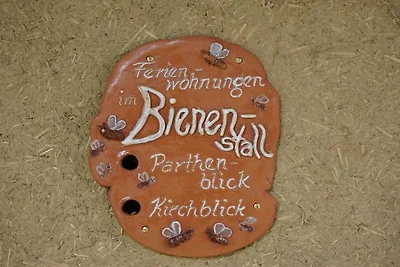 Ferien-
wohnungen
im Bienen-
stall
Parthen-
blick
Kirchblick